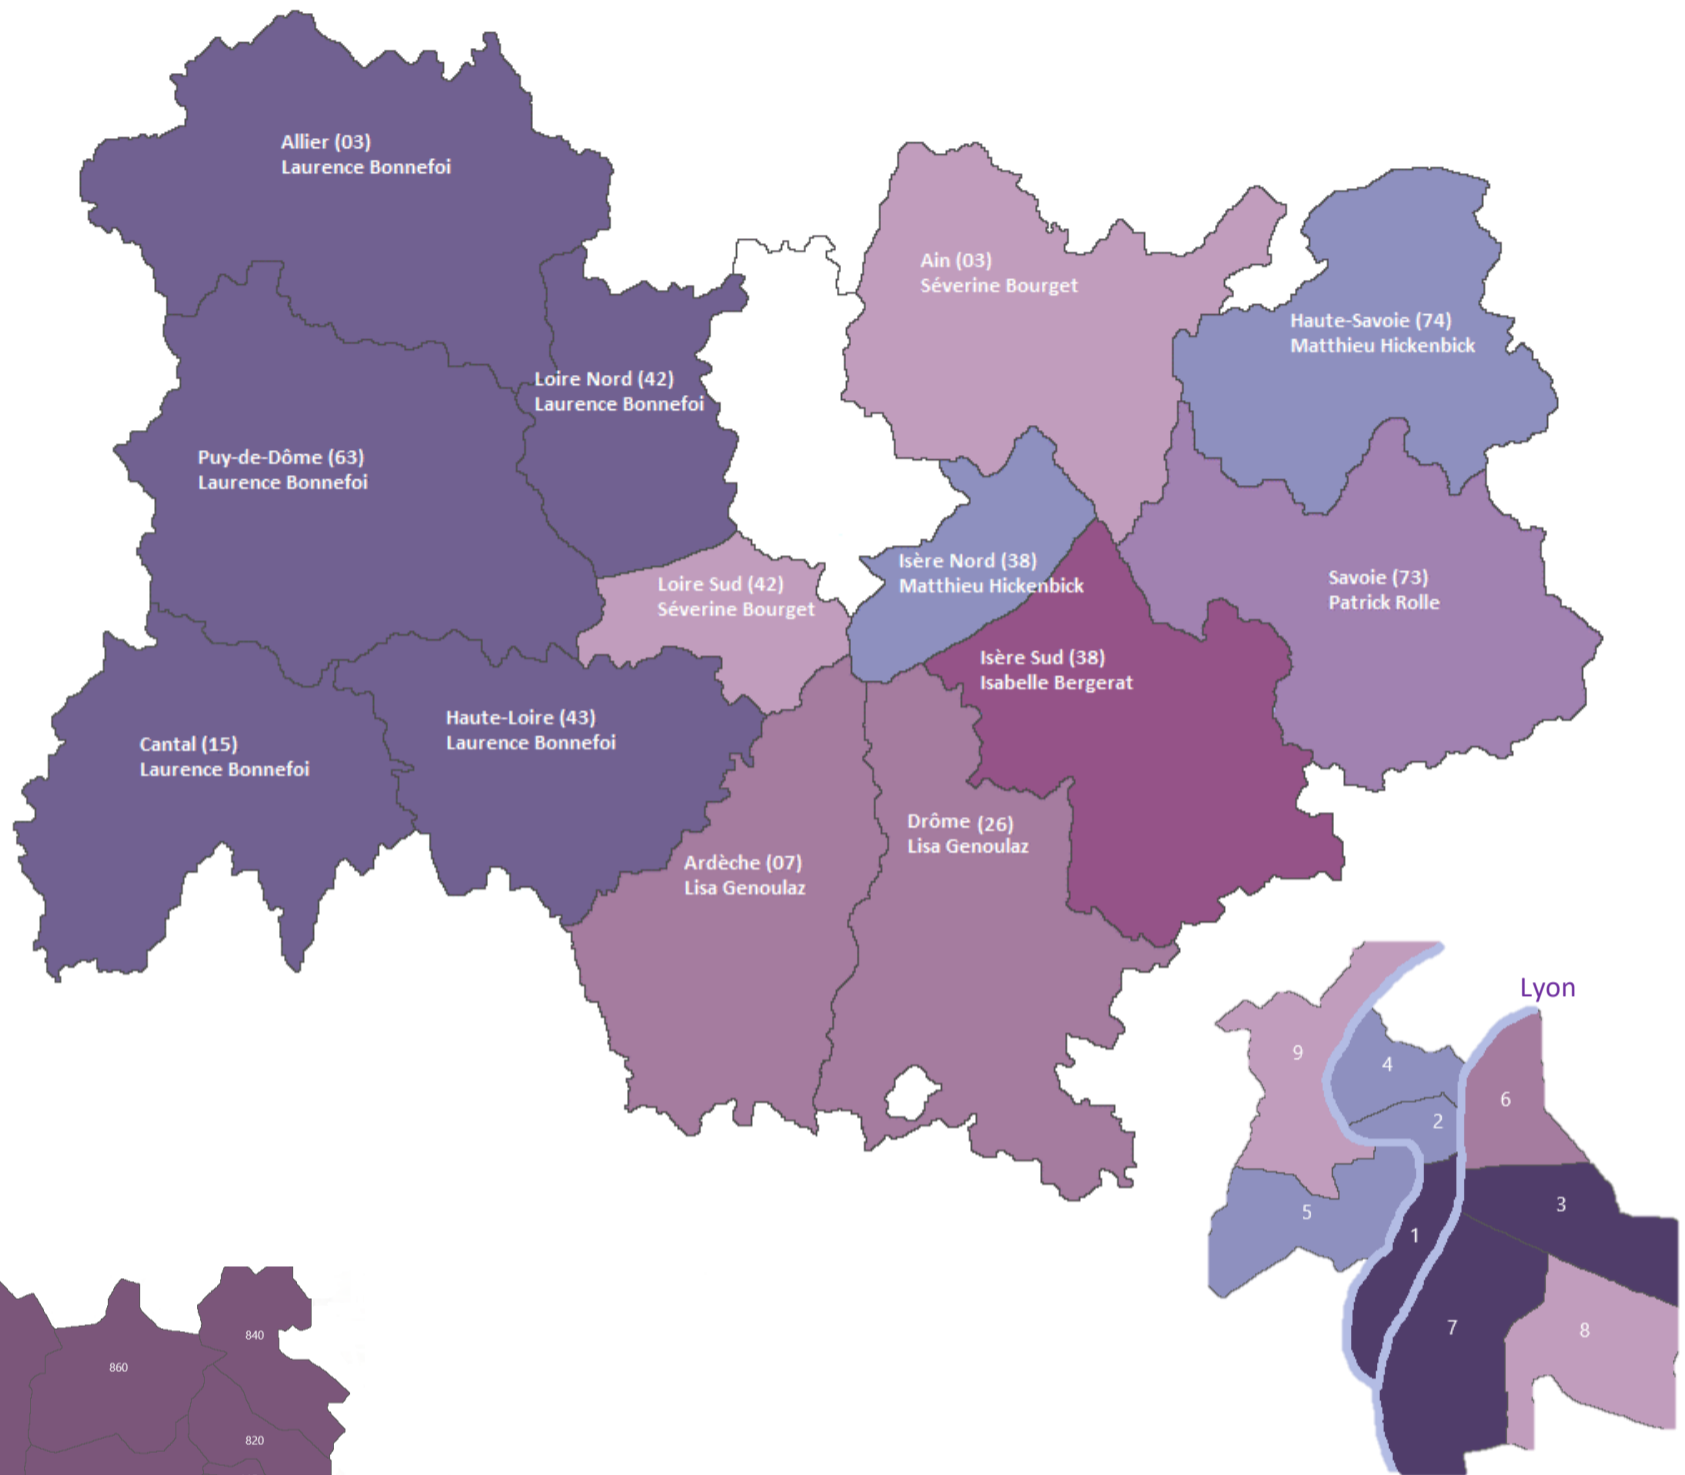 Allier (03)
Laurence Bonnefoi
Ain (03)
Séverine Bourget
Haute-Savoie (74)
Matthieu Hickenbick
Loire Nord (42)
Laurence Bonnefoi
Puy-de-Dôme (63)
Laurence Bonnefoi
Isère Nord (38)
Matthieu Hickenbick
Loire Sud (42)
Séverine Bourget
Savoie (73)
Patrick Rolle
Isère Sud (38)
Isabelle Bergerat
Haute-Loire (43)
Laurence Bonnefoi
Cantal (15)
Laurence Bonnefoi
Drôme (26)
Lisa Genoulaz
Ardèche (07)
Lisa Genoulaz
Lyon
9
4
6
2
3
5
1
7
8
840
860
820